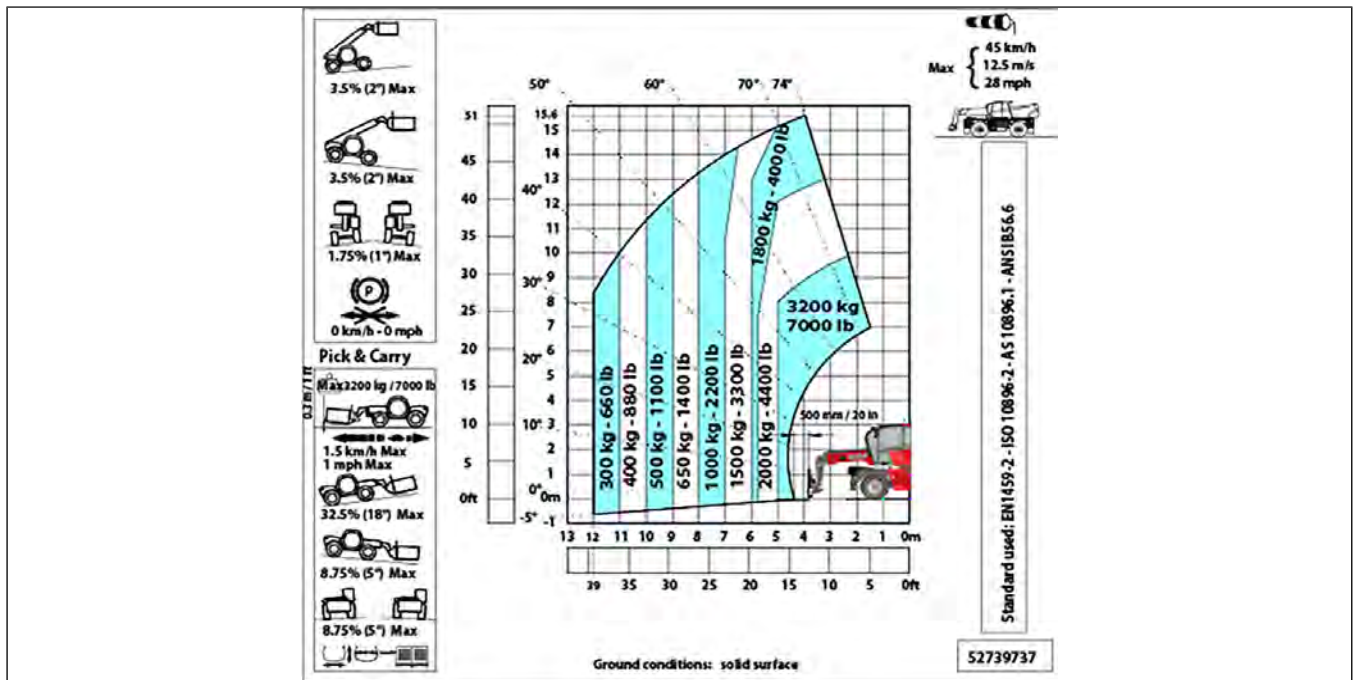 3.5% (2°) Max
3.5% (2°) Max
1.75% (1°) Max
P
0 km/h - 0 mph
Pick & Carry
0.3 m / 1 ft
Max 3200 kg / 7000 lb
1.5 km/h Max
1 mph Max
32.5% (18°) Max
8.75% (5°) Max
8.75% (5°) Max
50° 60° 70° 74°
40°
30°
20°
10°
0°
-5°
51
45
40
35
30
25
20
15
10
5
0ft
15,6
15
14
13
12
11
10
9
8
7
6
5
4
3
2
1
0m
-1
300 kg - 660 lb
400 kg - 880 lb
500 kg - 1100 lb
650 kg - 1400 lb
1000 kg - 2200 lb
1500 kg - 3300 lb
2000 kg - 4400 lb
1800 kg - 4000 lb
3200 kg
7000 lb
500 mm / 20 in
13 12 11 10 9 8 7 6 5 4 3 2 1 0m
39 35 30 25 20 15 10 5 0ft
Ground conditions: solid surface
Max
45 km/h
12.5 m/s
28 mph
Standard used: EN1459-2 - ISO 10896-2 - AS 10896.1 - ANSIB56.6
52739737